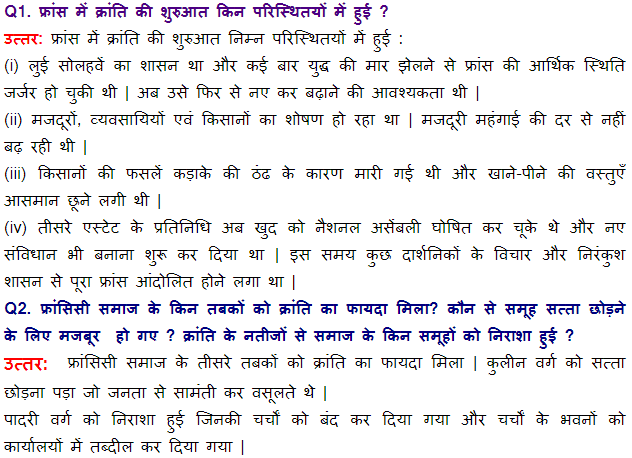 Q1. फ्रांस में क्रांति की शुरुआत किन परिस्थितयों में हुई ?
उत्तर: फ्रांस में क्रांति की शुरुआत निम्न परिस्थितयों में हुई :
(i) लुई सोलहवें का शासन था और कई बार युद्ध की मार झेलने से फ्रांस की आर्थिक स्थिति
जर्जर हो चुकी थी | अब उसे फिर से नए कर बढ़ाने की आवश्यकता थी |
(ii) मजदूरों, व्यवसायियों एवं किसानों का शोषण हो रहा था | मजदूरी महंगाई की दर से नहीं
बढ़ रही थी |
(iii) किसानों की फसलें कड़ाके की ठंढ के कारण मारी गई थी और खाने-पीने की वस्तुएँ
आसमान छूने लगी थी |
(iv) तीसरे एस्टेट के प्रतिनिधि अब खुद को नैशनल असेंबली घोषित कर चूके थे और नए
संविधान भी बनाना शुरू कर दिया था | इस समय कुछ दार्शनिकों के विचार और निरंकुश
शासन से पूरा फ्रांस आंदोलित होने लगा था |
Q2. फ्रांसिसी समाज के किन तबकों को क्रांति का फायदा मिला? कौन से समूह सत्ता छोड़ने
के लिए मजबूर हो गए ? क्रांति के नतीजों से समाज के किन समूहों को निराशा हुई ?
उत्तर: फ्रांसिसी समाज के तीसरे तबकों को क्रांति का फायदा मिला | कुलीन वर्ग को सत्ता
छोड़ना पड़ा जो जनता से सामंती कर वसूलते थे |
पादरी वर्ग को निराशा हुई जिनकी चर्चों को बंद कर दिया गया और चर्चों के भवनों को
कार्यालयों में तब्दील कर दिया गया |